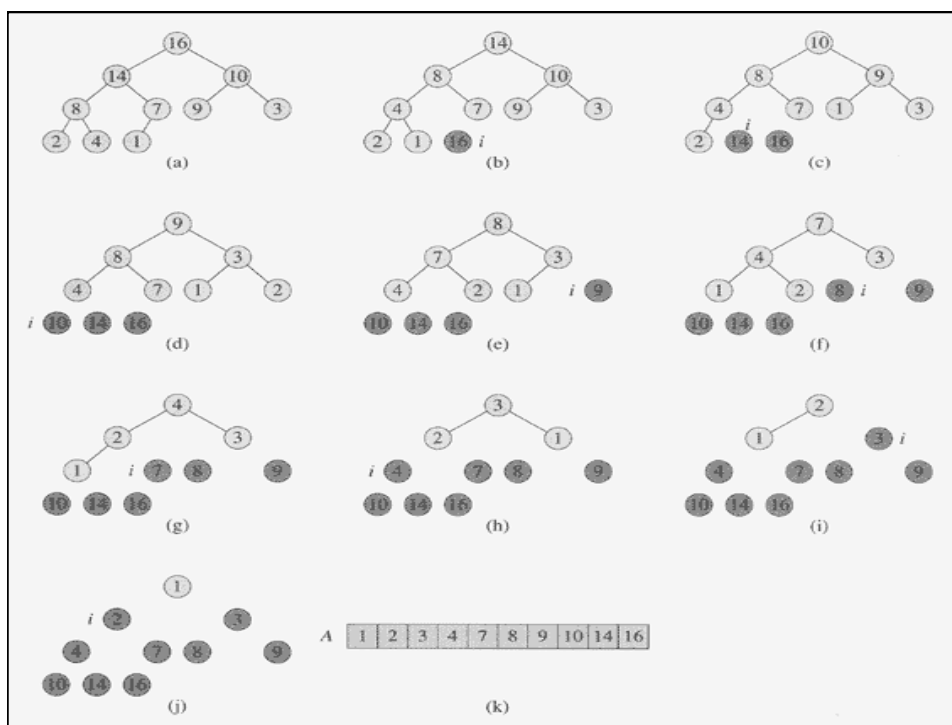 16 14 10
14 10 8 10 9
8 7 9 3 4 7 9 3 4 7 1 3
2 4 1 2 1 16 i 2 i 14 16
(a) (b) (c)
9 8 7
8 3 7 3 4 3
4 7 1 2 4 2 1 i 9 1 2 8 i 9
i 10 14 16 10 14 16 10 14 16
(d) (e) (f)
4 3 2
2 3 2 1 1 3 i
1 i 7 8 9 i 4 7 8 9 4 7 8 9
10 14 16 10 14 16 10 14 16
(g) (h) (i)
1
i 2 3
A 1 2 3 4 7 8 9 10 14 16
4 7 8 9
10 14 16
(j) (k)